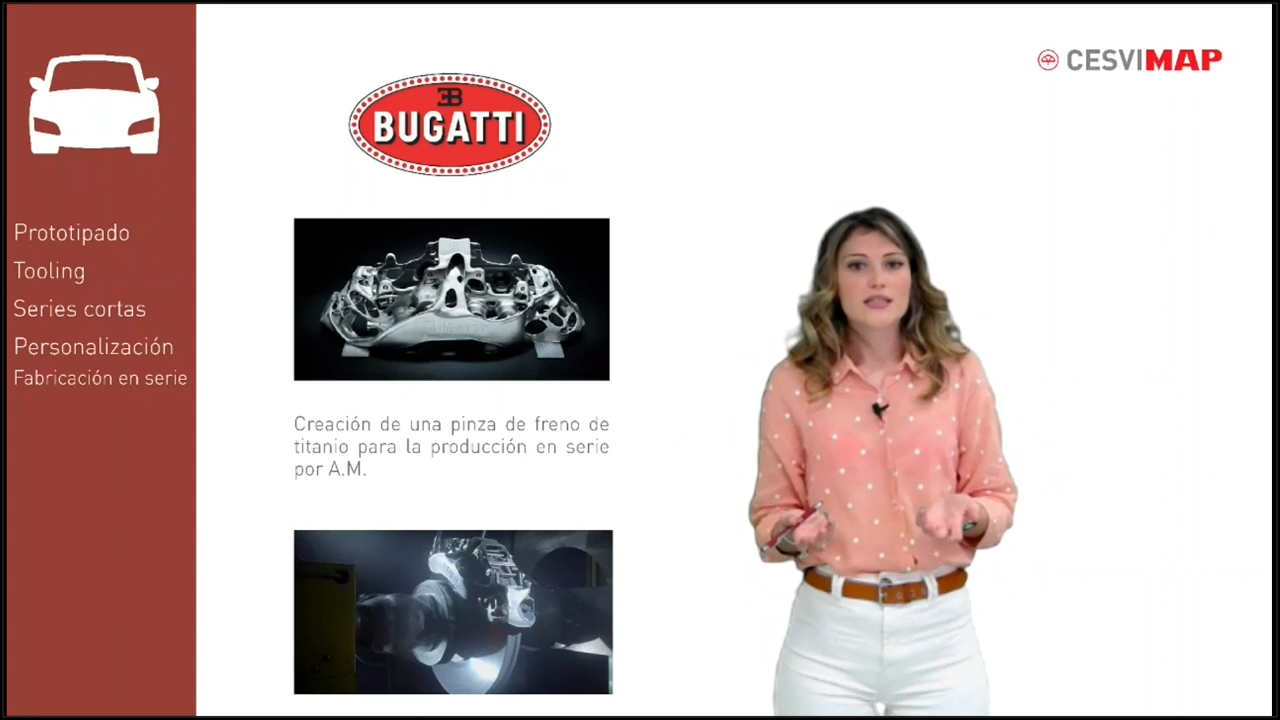 CESVIMAP
EB
BUGATTI
Prototipado
Tooling
Series cortas
Personalización
Fabricación en serie
Creación de una pinza de freno de
titanio para la producción en serie
por A.M.